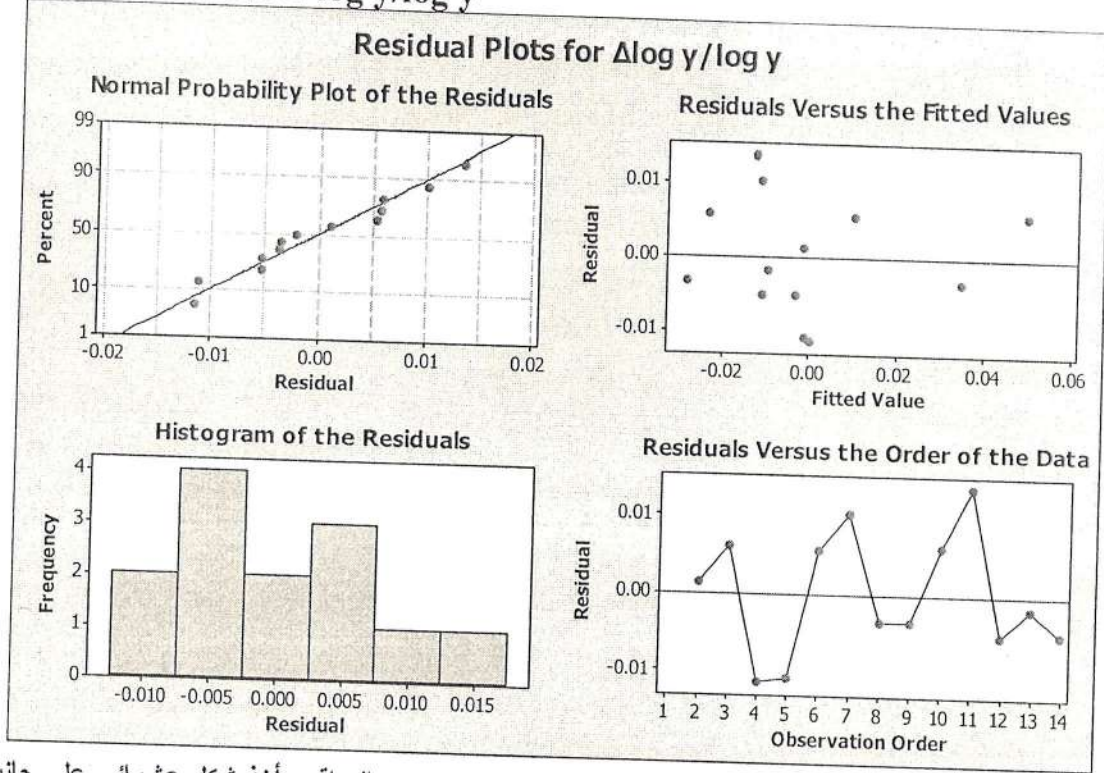 Residual Plots for Δlog y/log y
Normal Probability Plot of the Residuals
99
90
50
10
1
Percent
-0.02 -0.01 0.00 0.01 0.02
Residual
Residuals Versus the Fitted Values
0.01
0.00
-0.01
Residual
-0.02 0.00 0.02 0.04 0.06
Fitted Value
Histogram of the Residuals
4
3
2
1
0
Frequency
-0.010 -0.005 0.000 0.005 0.010 0.015
Residual
Residuals Versus the Order of the Data
0.01
0.00
-0.01
Residual
1 2 3 4 5 6 7 8 9 10 11 12 13 14
Observation Order